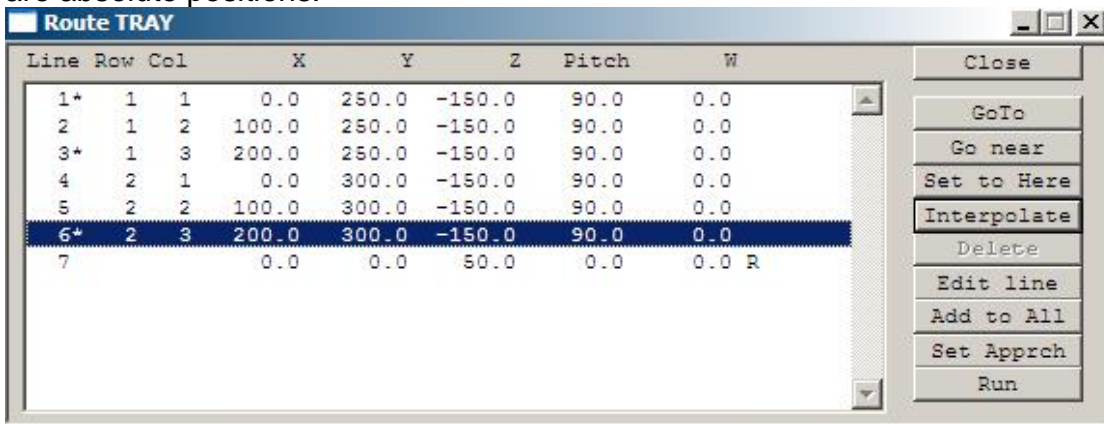 are absolute positions.
Route TRAY
Line Row Col X Y Z Pitch W
1* 1 1 0.0 250.0 -150.0 90.0 0.0
2 1 2 100.0 250.0 -150.0 90.0 0.0
3* 1 3 200.0 250.0 -150.0 90.0 0.0
4 2 1 0.0 300.0 -150.0 90.0 0.0
5 2 2 100.0 300.0 -150.0 90.0 0.0
6* 2 3 200.0 300.0 -150.0 90.0 0.0
7 0.0 0.0 50.0 0.0 0.0 R
Close
GoTo
Go near
Set to Here
Interpolate
Delete
Edit line
Add to All
Set Apprch
Run